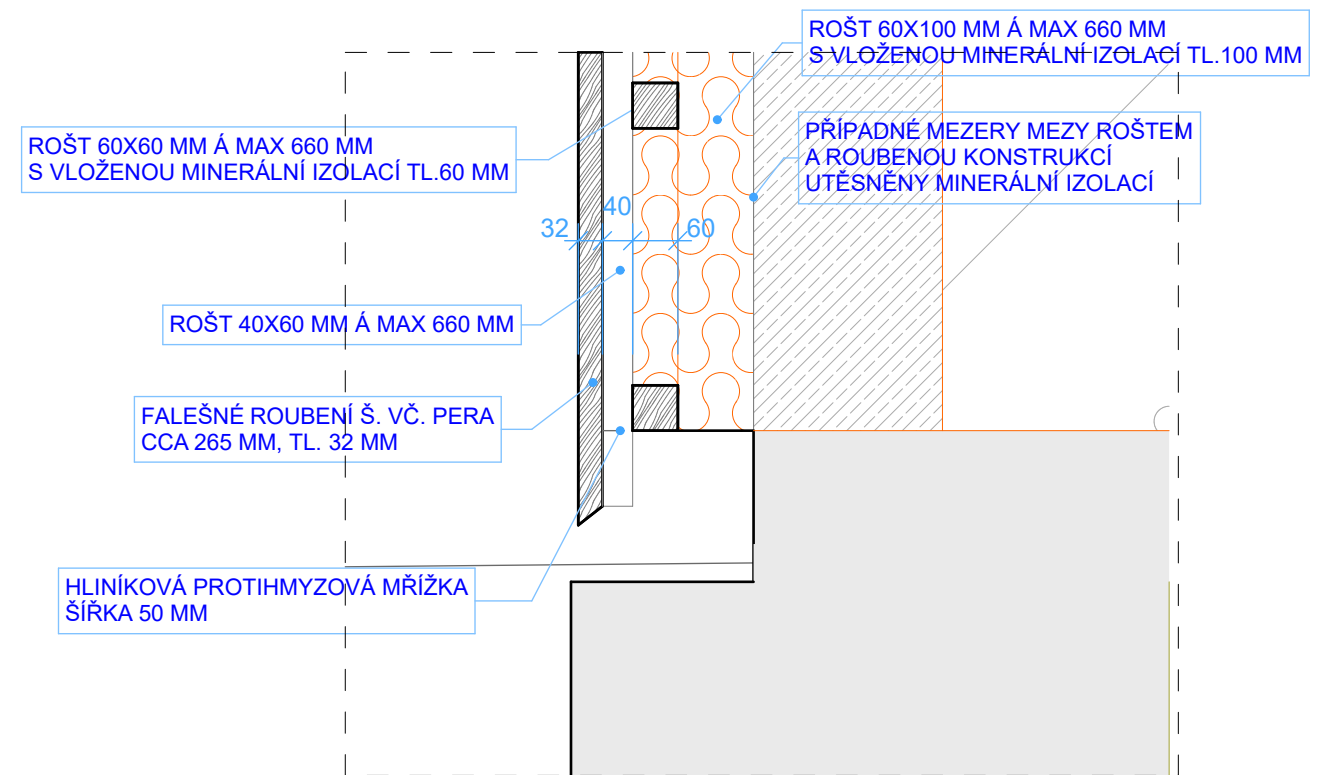 ROŠT 60X100 MM Á MAX 660 MM
S VLOŽENOU MINERÁLNÍ IZOLACÍ TL.100 MM
ROŠT 60X60 MM Á MAX 660 MM
S VLOŽENOU MINERÁLNÍ IZOLACÍ TL.60 MM
PŘÍPADNÉ MEZERY MEZY ROŠTEM
A ROUBENOU KONSTRUKCÍ
UTĚSNĚNY MINERÁLNÍ IZOLACÍ
40
32
60
ROŠT 40X60 MM Á MAX 660 MM
FALEŠNÉ ROUBENÍ Š. VČ. PERA
CCA 265 MM, TL. 32 MM
HLINÍKOVÁ PROTIHMYZOVÁ MŘÍŽKA
ŠÍŘKA 50 MM